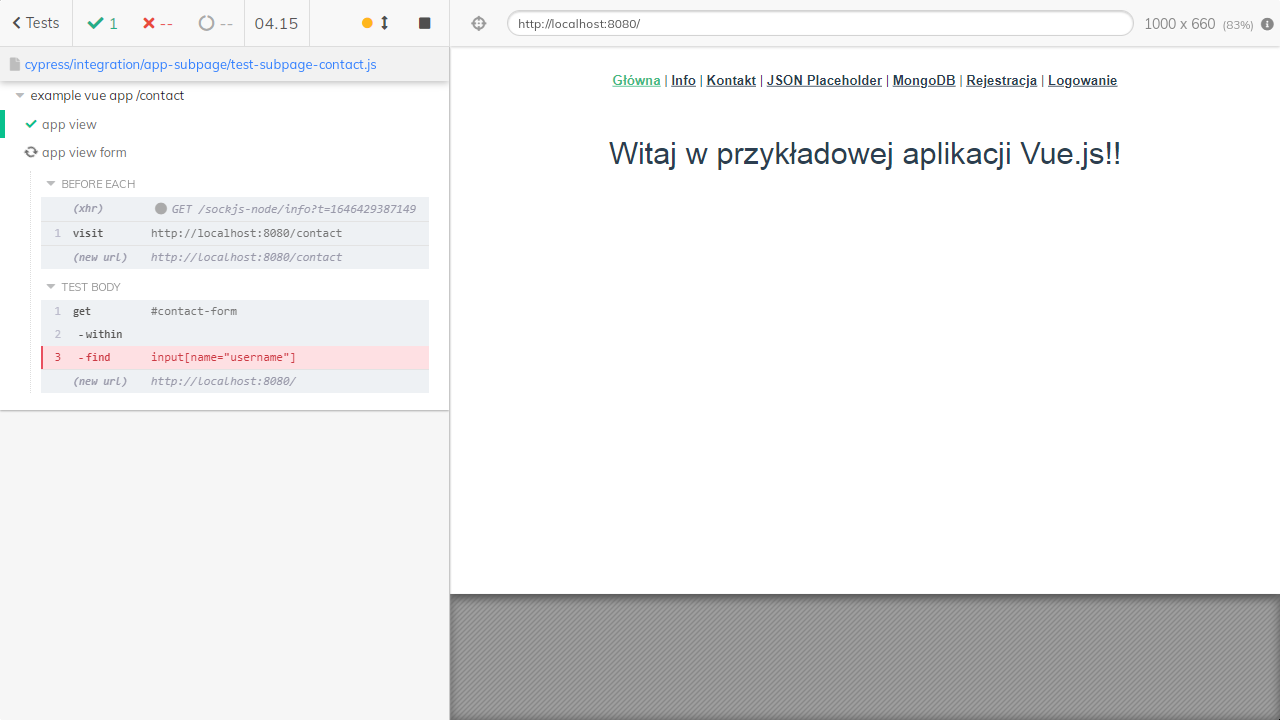 Tests 1 -- -- 04.15
cypress/integration/app-subpage/test-subpage-contact.js
example vue app /contact
app view
app view form
BEFORE EACH
(xhr) GET /sockjs-node/info?t=1646429387149
1 visit http://localhost:8080/contact
(new url) http://localhost:8080/contact
TEST BODY
1 get #contact-form
2 -within
3 -find input[name="username"]
(new url) http://localhost:8080/
http://localhost:8080/ 1000 x 660 (83%)
Główna | Info | Kontakt | JSON Placeholder | MongoDB | Rejestracja | Logowanie
Witaj w przykładowej aplikacji Vue.js!!